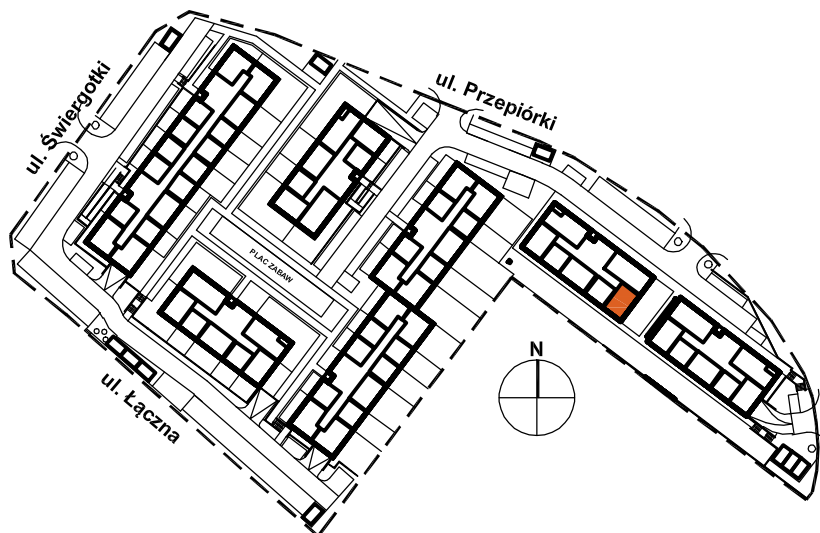 ul. Przepiórki
ul. Świergotki
PLAC ZABAW
N
ul. Łączna